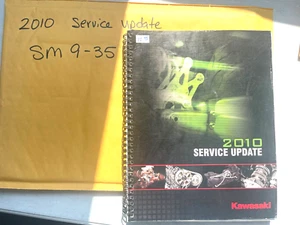 2010 Service Update
SM 9-35
2010
SERVICE UPDATE
Kawasaki